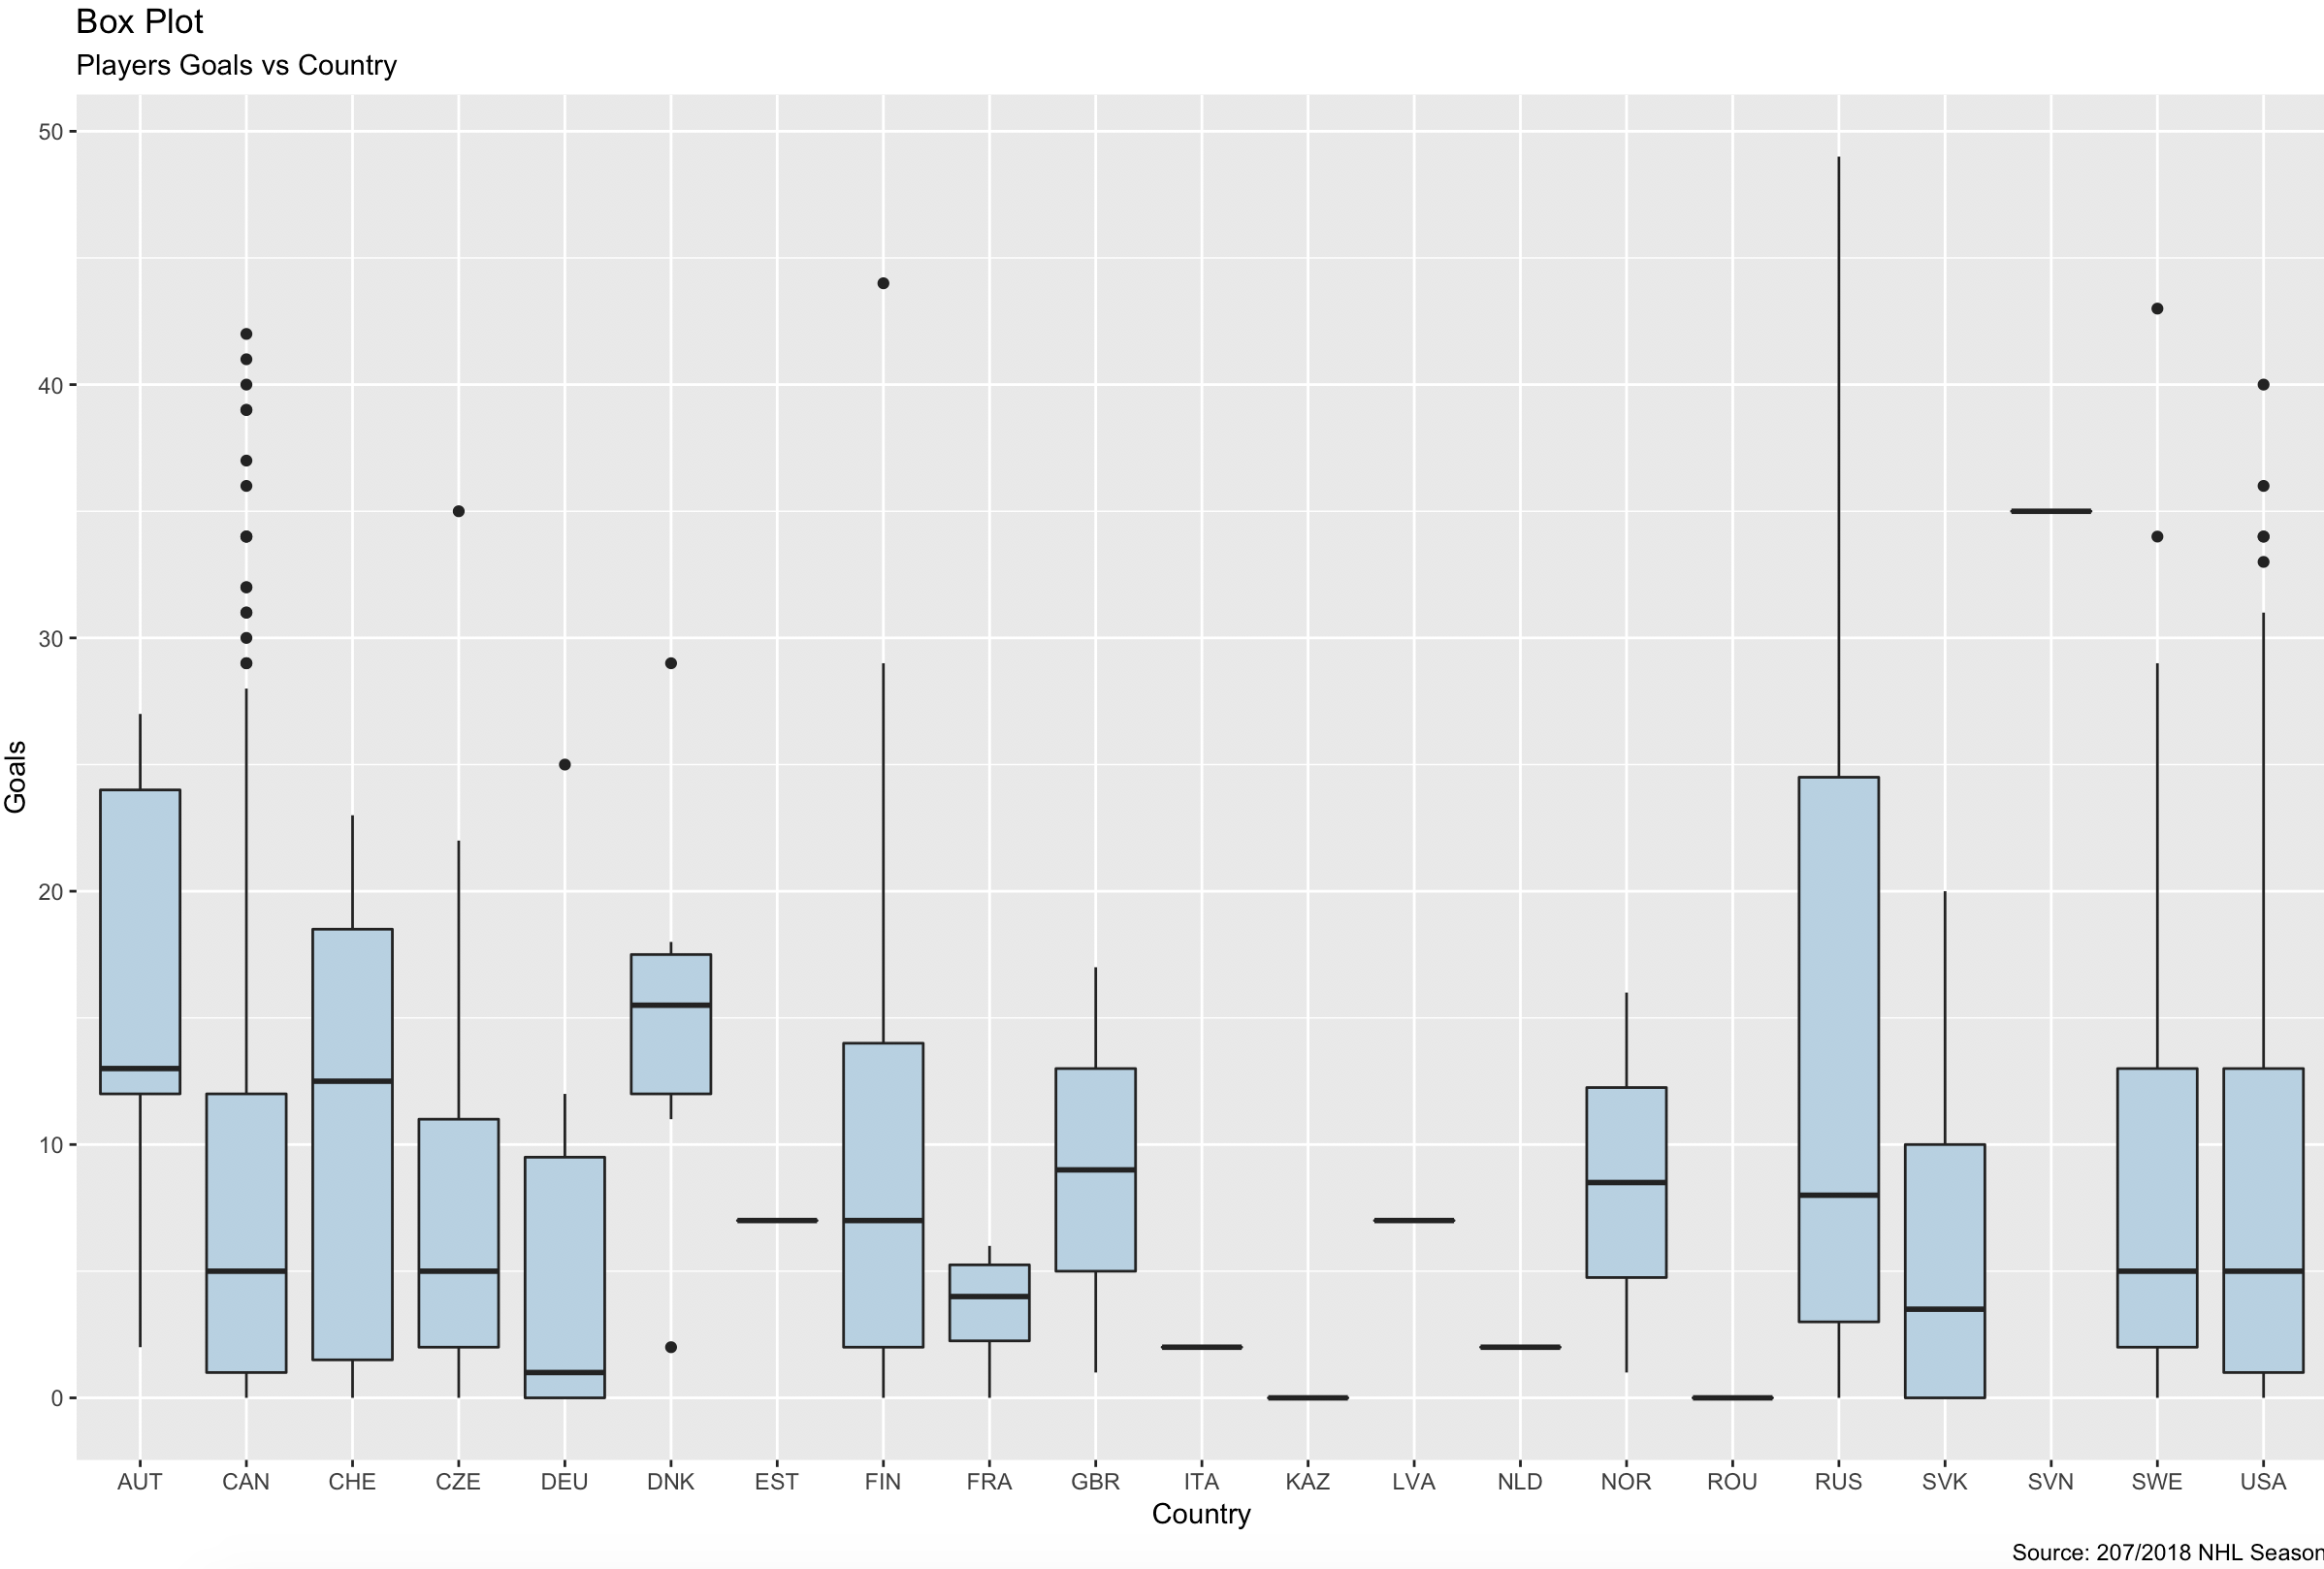 Box Plot
Players Goals vs Country
50
40
30
20
10
0
Goals
AUT CAN CHE CZE DEU DNK EST FIN FRA GBR ITA KAZ LVA NLD NOR ROU RUS SVK SVN SWE USA
Country
Source: 207/2018 NHL Season